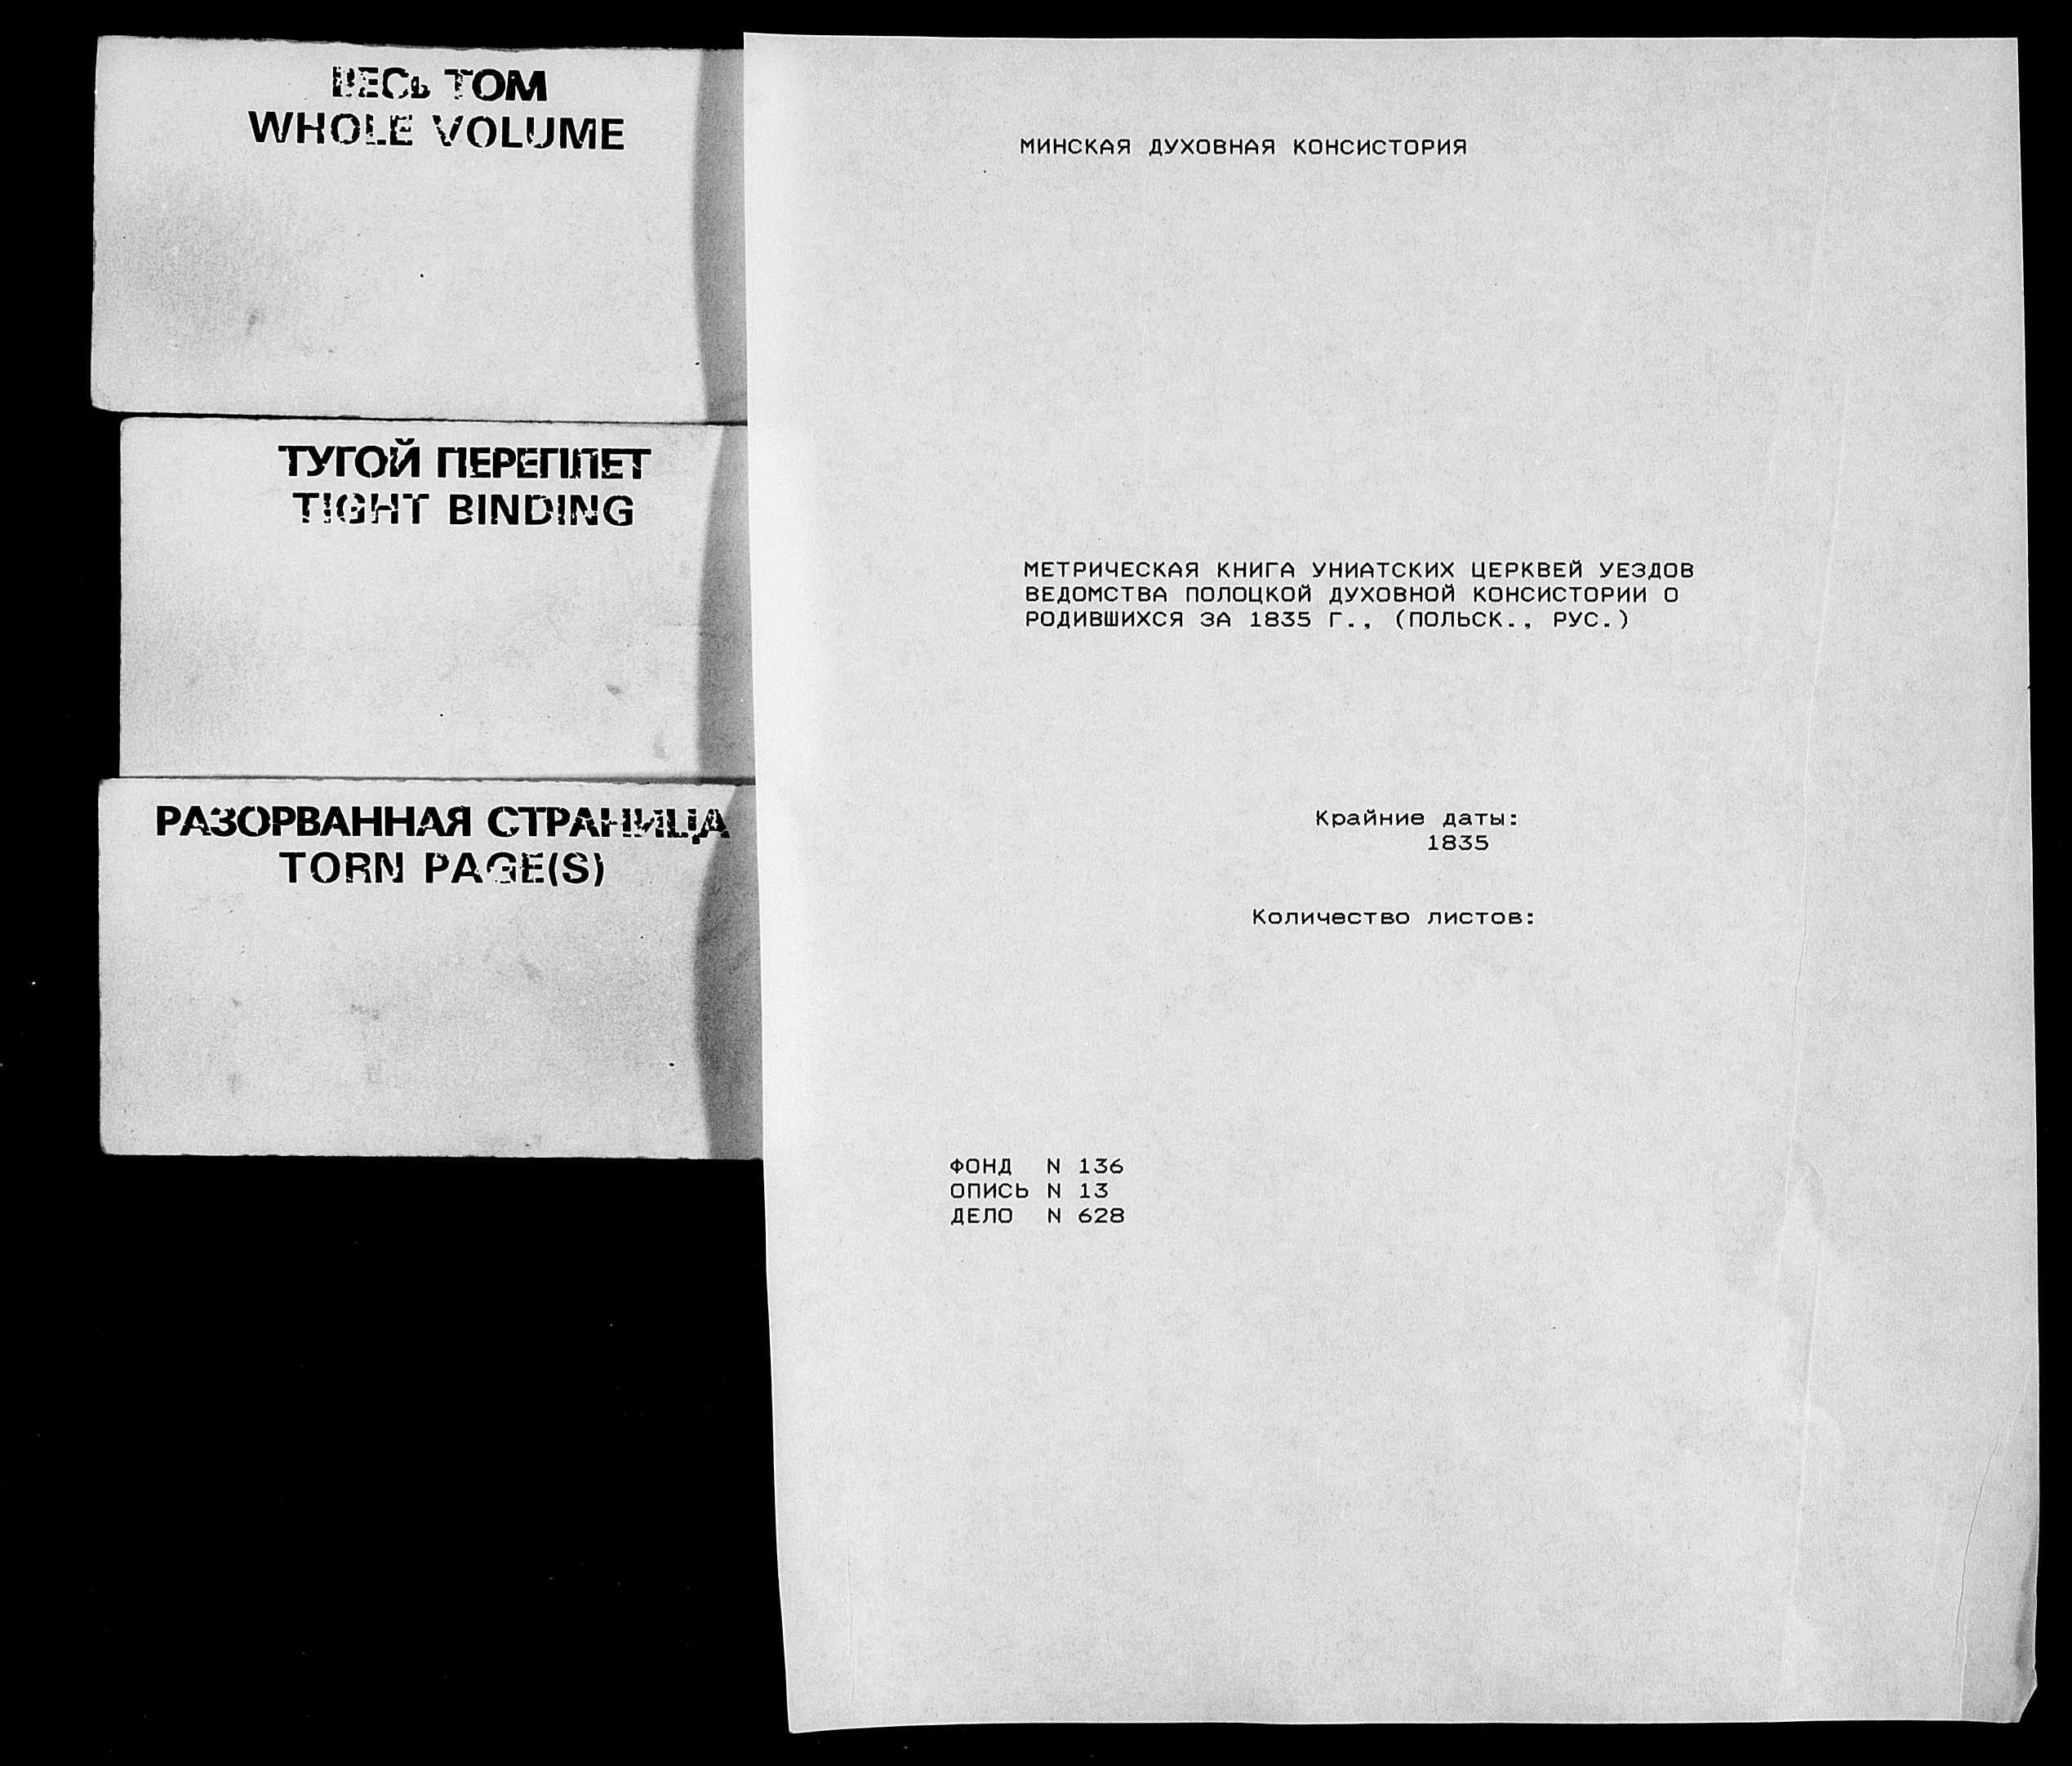 ВЕСЬ ТОМ
WHOLE VOLUME
ТУГОЙ ПЕРЕПЛЕТ
TIGHT BINDING
РАЗОРВАННАЯ СТРАНИЦА
TORN PAGE(S)
МИНСКАЯ ДУХОВНАЯ КОНСИСТОРИЯ
МЕТРИЧЕСКАЯ КНИГА УНИАТСКИХ ЦЕРКВЕЙ УЕЗДОВ
ВЕДОМСТВА ПОЛОЦКОЙ ДУХОВНОЙ КОНСИСТОРИИ О
РОДИВШИХСЯ ЗА 1835 Г., (ПОЛЬСК., РУС.)
Крайние даты:
1835
Количество листов:
ФОНД N 136
ОПИСЬ N 13
ДЕЛО N 628